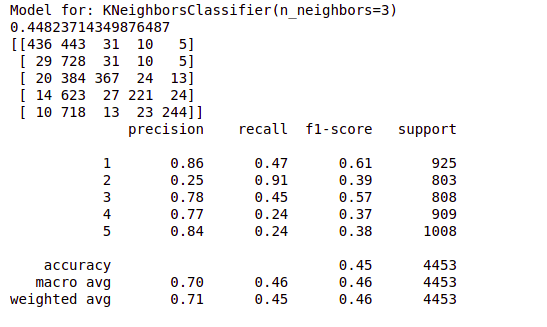 Model for: KNeighborsClassifier(n_neighbors=3)
0.44823714349876487
[[436 443  31  10   5]
 [ 29 728  31  10   5]
 [ 20 384 367  24  13]
 [ 14 623  27 221  24]
 [ 10 718  13  23 244]]
              precision    recall  f1-score   support

           1       0.86      0.47      0.61       925
           2       0.25      0.91      0.39       803
           3       0.78      0.45      0.57       808
           4       0.77      0.24      0.37       909
           5       0.84      0.24      0.38      1008

    accuracy                           0.45      4453
   macro avg       0.70      0.46      0.46      4453
weighted avg       0.71      0.45      0.46      4453